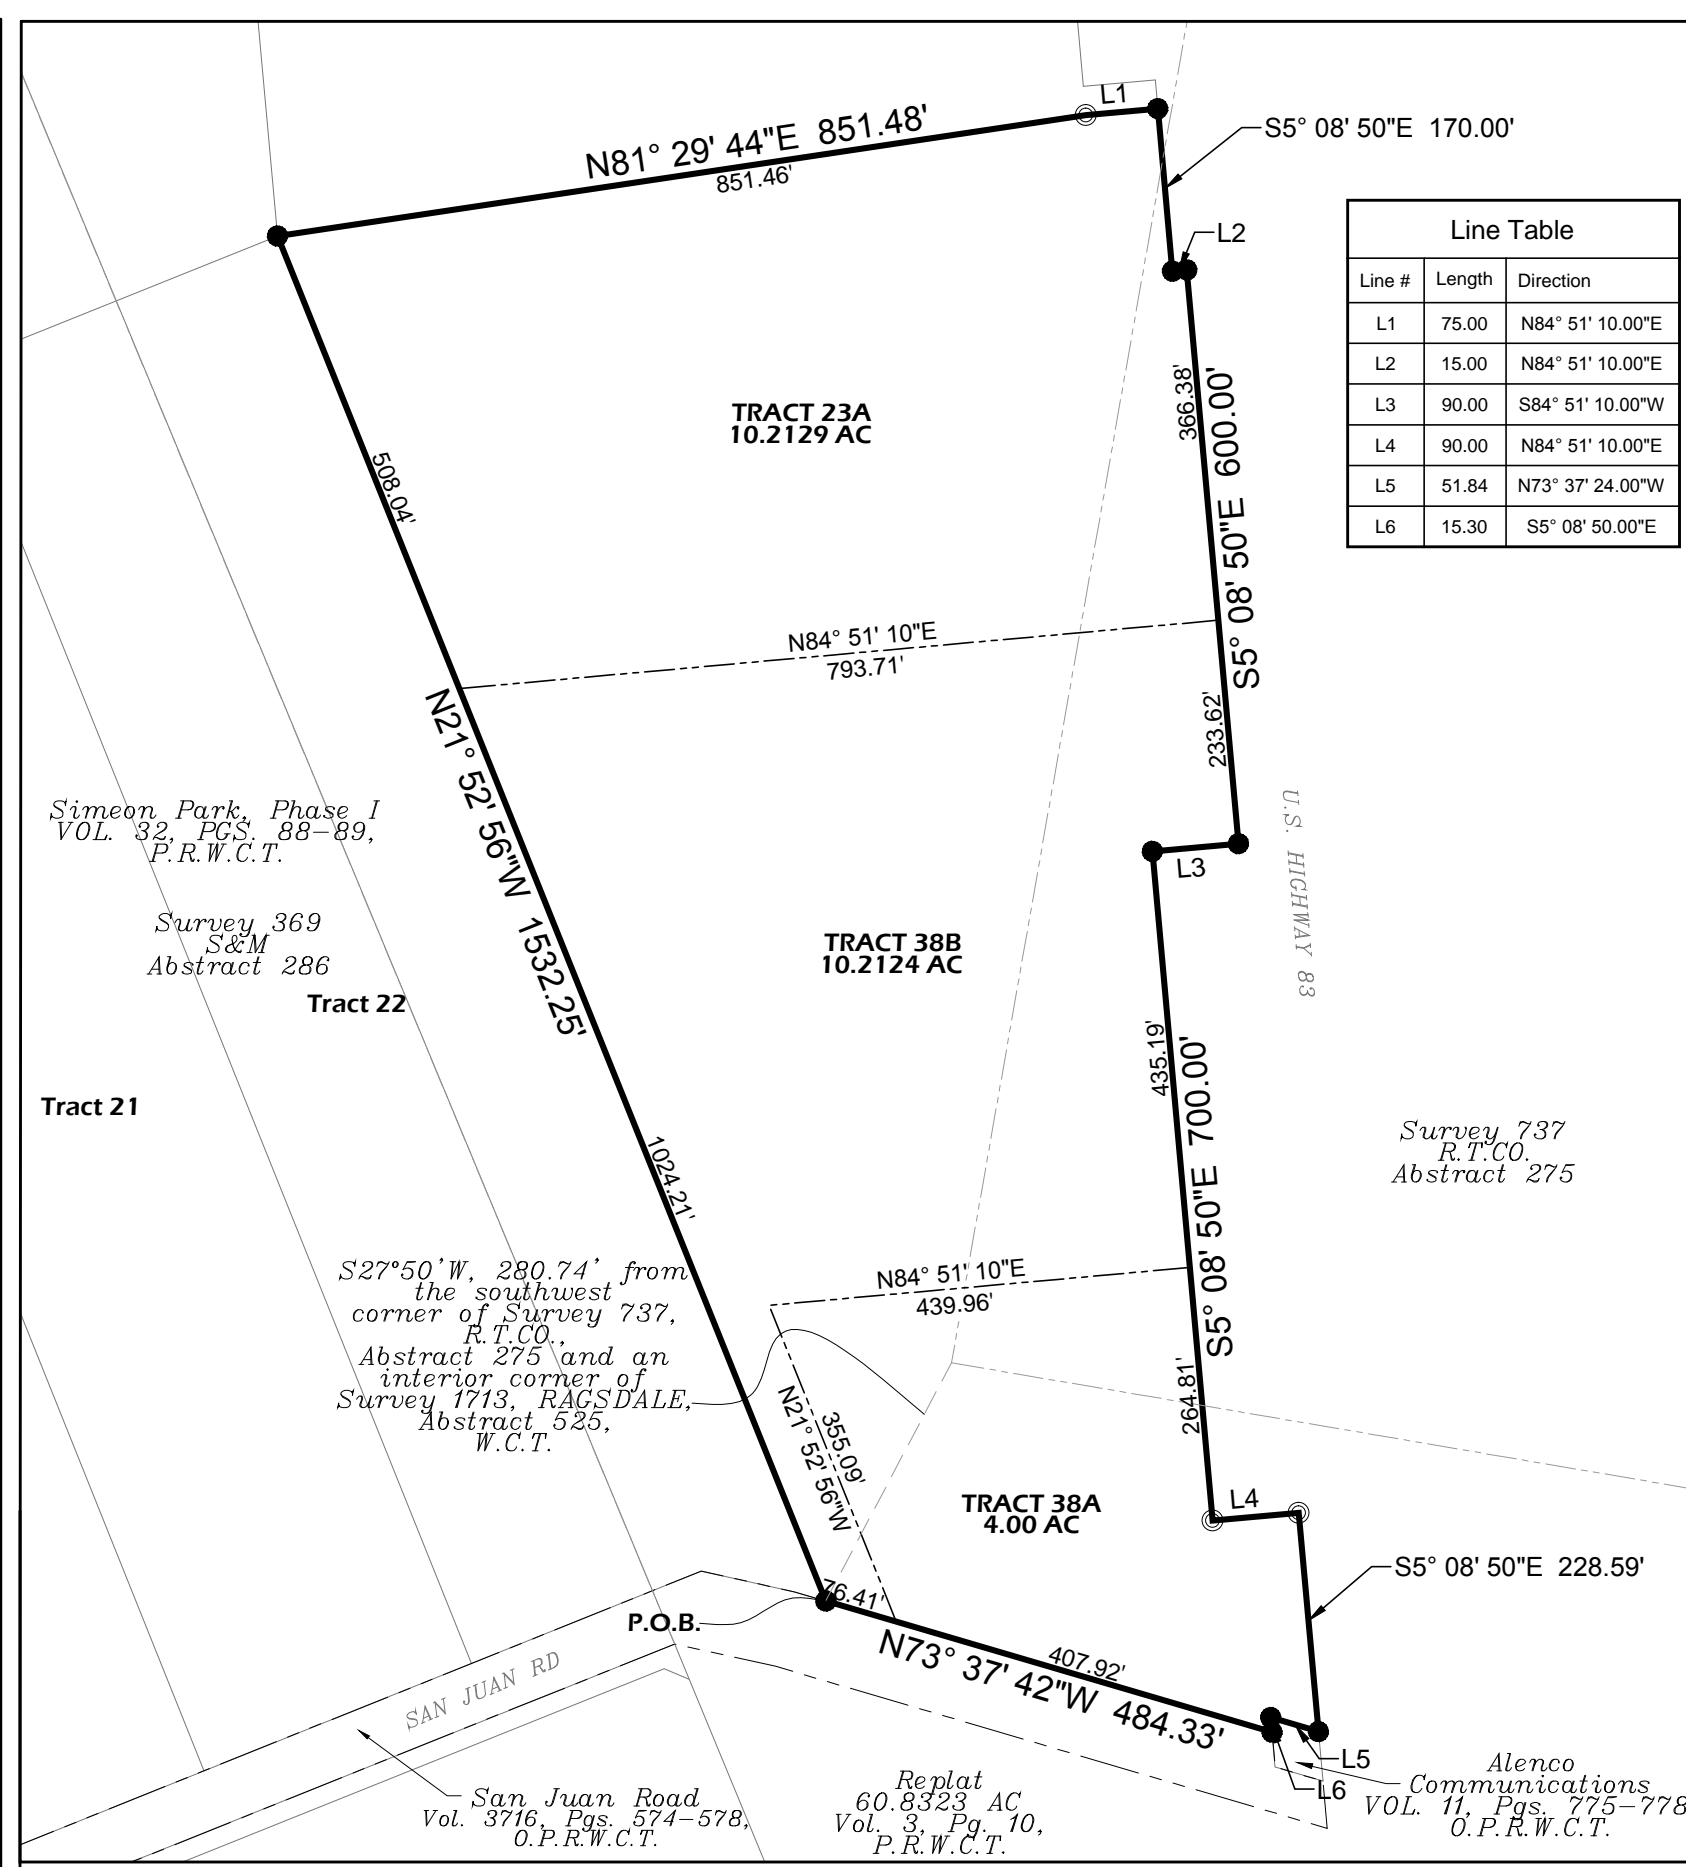 L1
N81° 29' 44"E 851.48'
851.46'
S5° 08' 50"E 170.00'
L2
Line Table
Line # Length Direction
L1 75.00 N84° 51' 10.00"E
L2 15.00 N84° 51' 10.00"E
L3 90.00 S84° 51' 10.00"W
L4 90.00 N84° 51' 10.00"E
L5 51.84 N73° 37' 24.00"W
L6 15.30 S5° 08' 50.00"E
TRACT 23A
10.2129 AC
366.38'
S5° 08' 50"E 600.00'
508.04'
N84° 51' 10"E
793.71'
233.62'
N21° 52' 56"W 1532.25'
Simeon Park, Phase I
VOL. 32, PGS. 88-89,
P.R.W.C.T.
U.S. HIGHWAY 83
L3
Survey 369
S&M
Abstract 286
TRACT 38B
10.2124 AC
Tract 22
Tract 21
435.19'
S5° 08' 50"E 700.00'
1024.21'
Survey 737
R.T.CO.
Abstract 275
S27°50'W, 280.74' from
the southwest
corner of Survey 737,
R.T.CO.,
Abstract 275 and an
interior corner of
Survey 1713, RAGSDALE,
Abstract 525,
W.C.T.
N84° 51' 10"E
439.96'
264.81'
355.09'
N21° 52' 56"W
TRACT 38A
4.00 AC
L4
S5° 08' 50"E 228.59'
76.41'
P.O.B.
407.92'
N73° 37' 42"W 484.33'
SAN JUAN RD
L5
L6
San Juan Road
Vol. 3716, Pgs. 574-578,
O.P.R.W.C.T.
Replat
60.8323 AC
Vol. 3, Pg. 10,
P.R.W.C.T.
Alenco
Communications
VOL. 11, Pgs. 775-778
O.P.R.W.C.T.